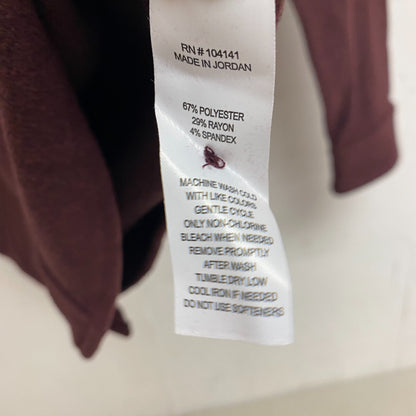 RN # 104141
MADE IN JORDAN
67% POLYESTER
29% RAYON
4% SPANDEX
MACHINE WASH COLD
WITH LIKE COLORS
GENTLE CYCLE
ONLY NON-CHLORINE
BLEACH WHEN NEEDED
REMOVE PROMPTLY
AFTER WASH
TUMBLE DRY LOW
COOL IRON IF NEEDED
DO NOT USE SOFTENERS